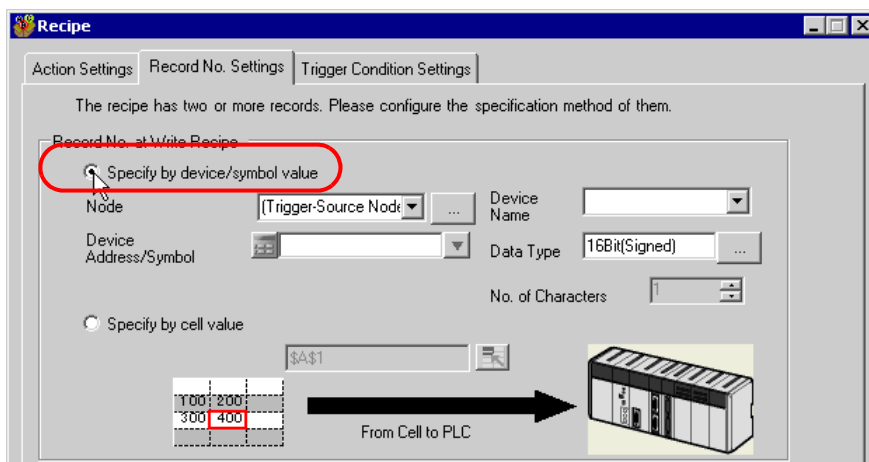 Recipe
Action Settings Record No. Settings Trigger Condition Settings
The recipe has two or more records. Please configure the specification method of them.
Record No. at Write Recipe
Specify by device/symbol value
Node (Trigger-Source Node ... Device Name
Device Address/Symbol Data Type 16Bit(Signed) ...
No. of Characters 1
Specify by cell value
$A$1
100 200
300 400
From Cell to PLC